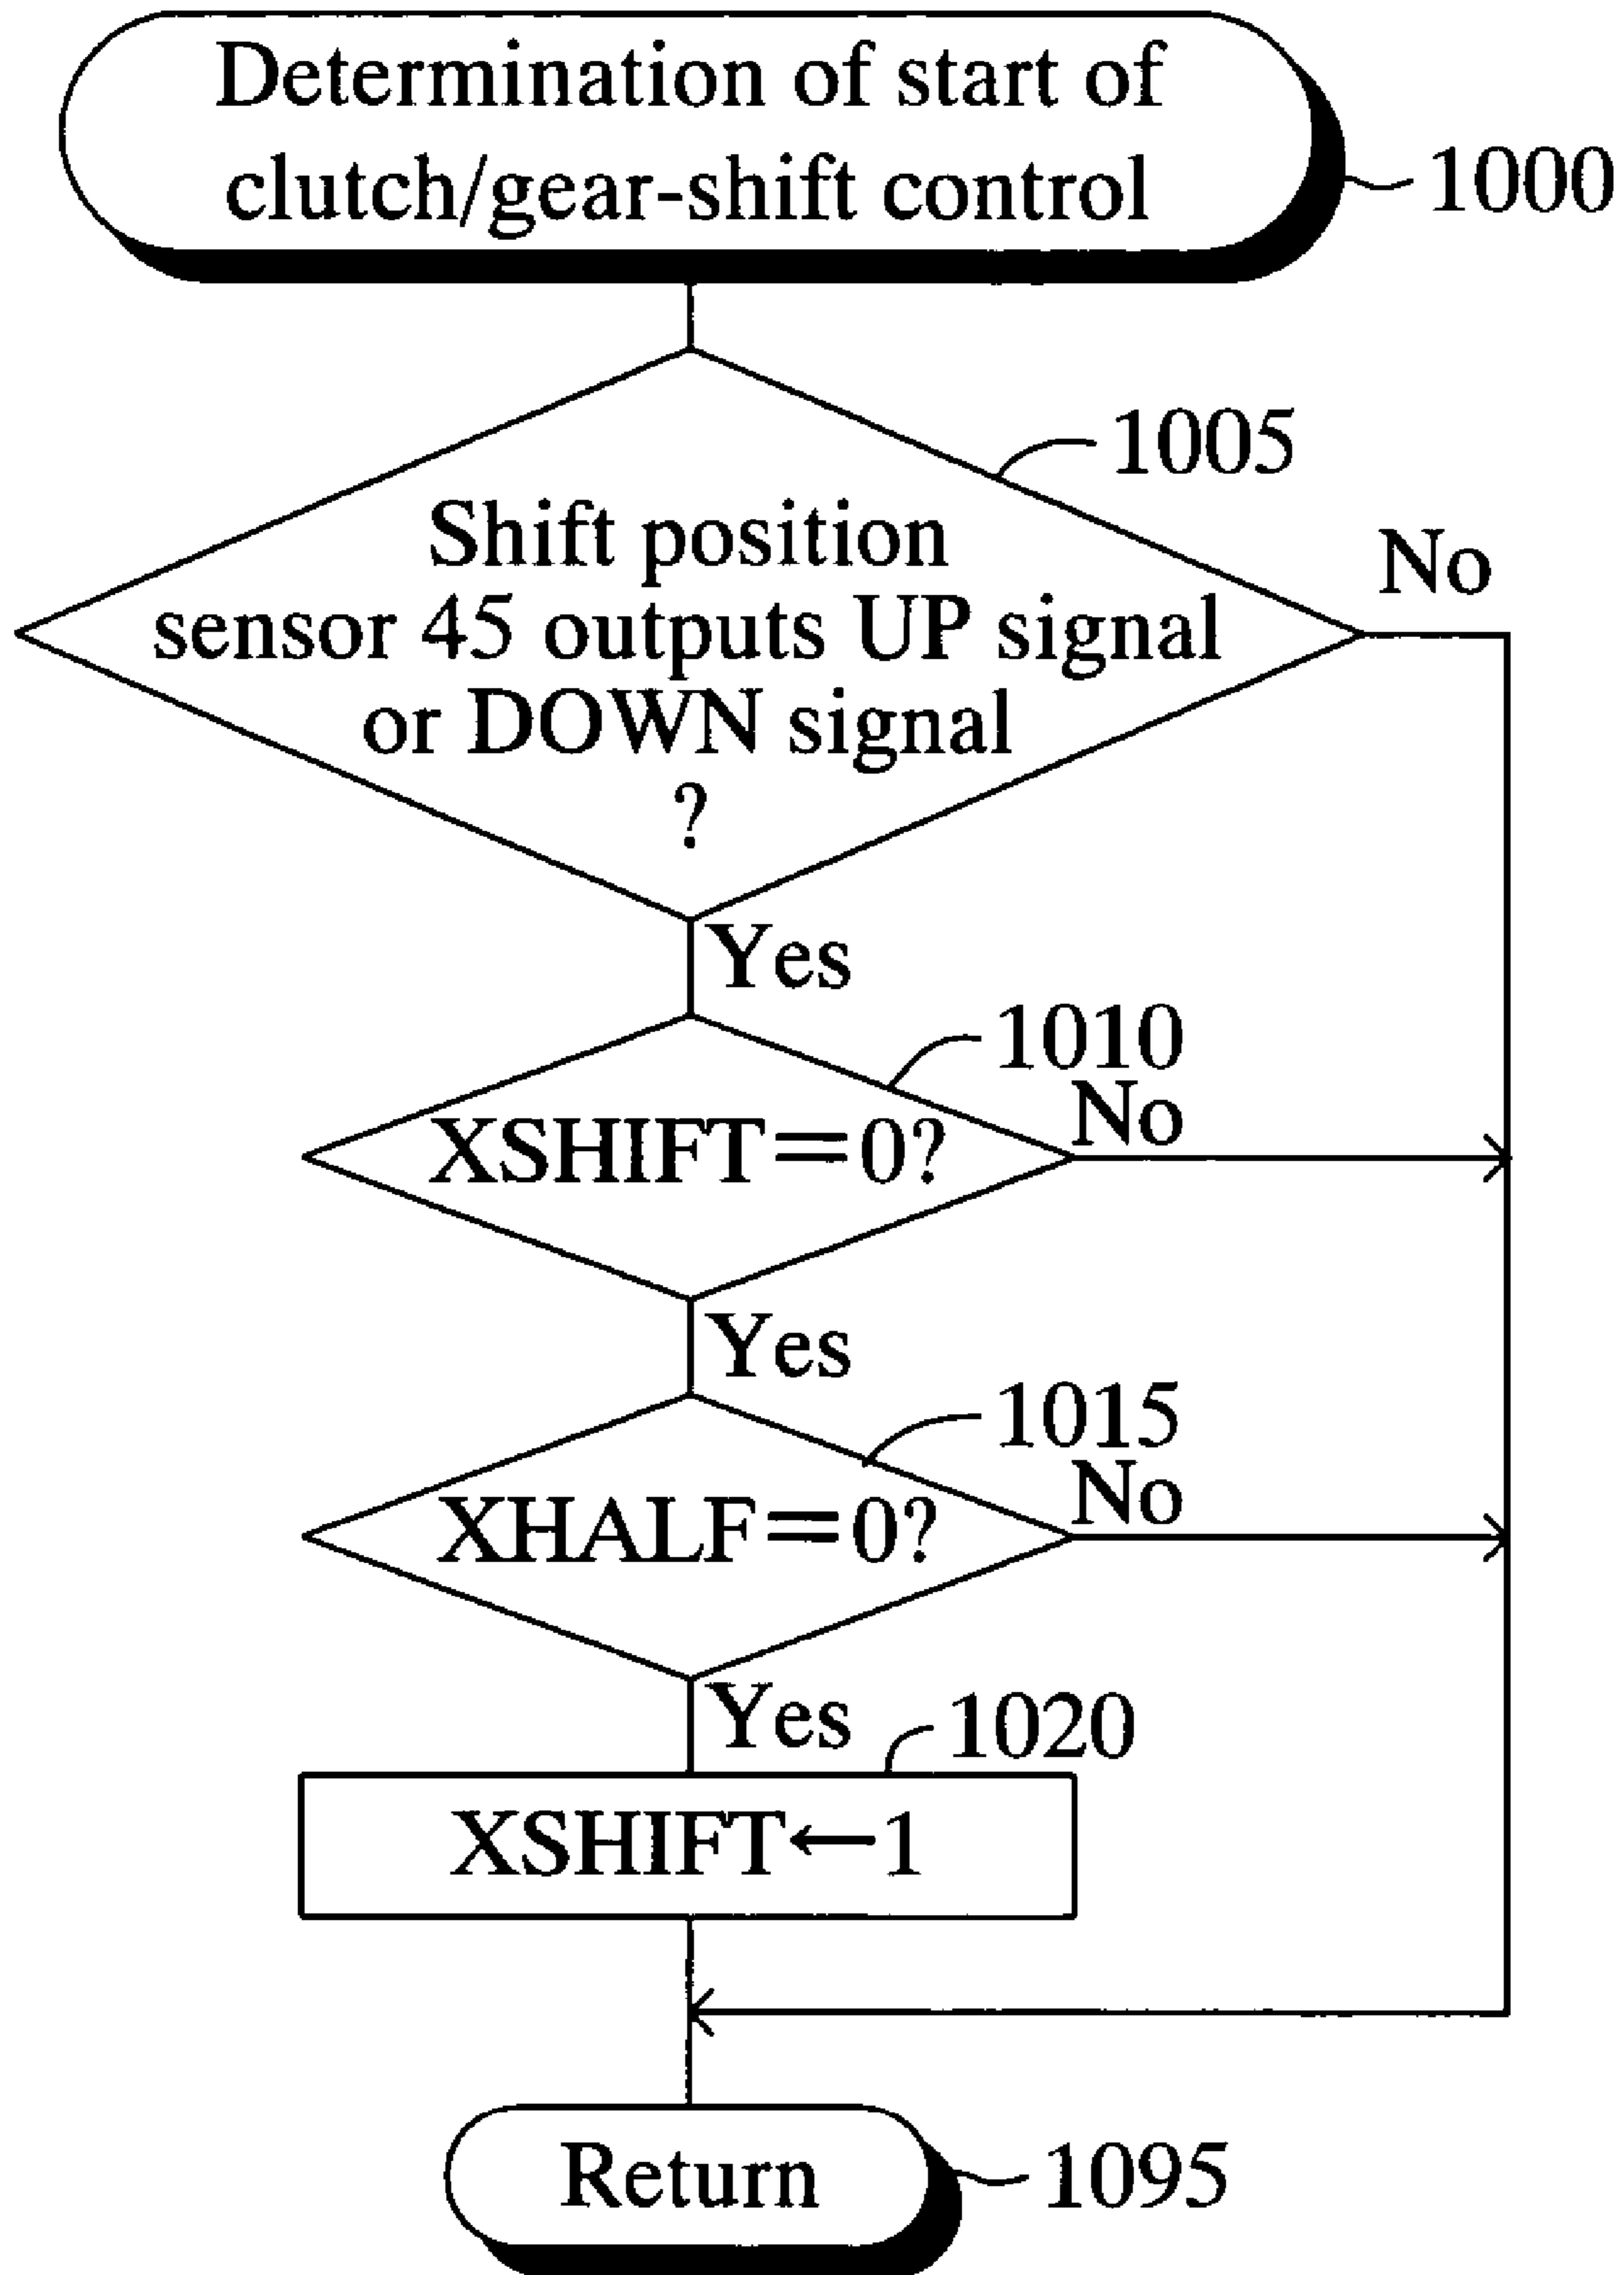 Determination of start of
clutch/gear-shift control
1000
1005
Shift position
sensor 45 outputs UP signal
or DOWN signal
?
No
Yes
1010
XSHIFT=0?
No
Yes
1015
XHALF=0?
No
Yes
1020
XSHIFT←1
Return
1095